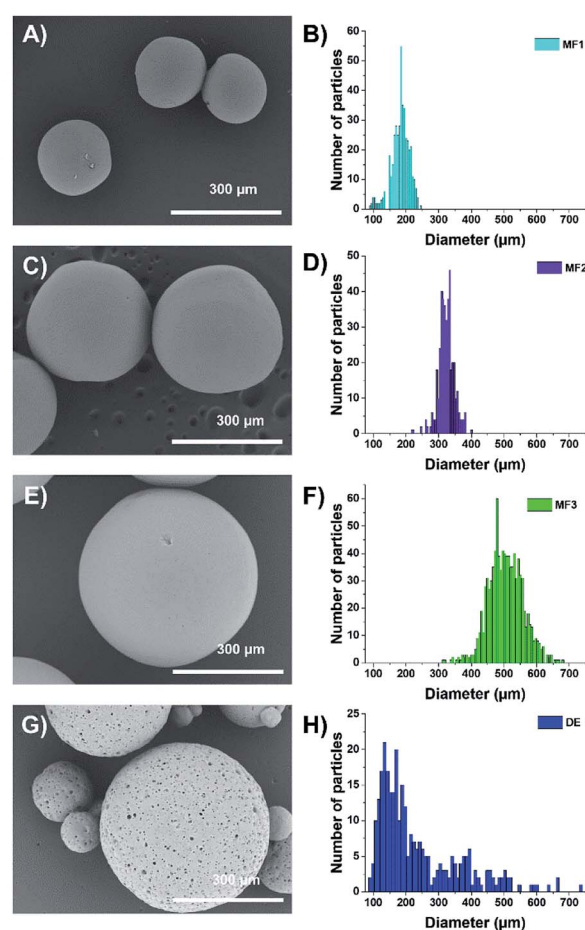 A)
300 µm
B)
MF1
Number of particles
60
50
40
30
20
10
0
100 200 300 400 500 600 700
Diameter (µm)
C)
300 µm
D)
MF2
Number of particles
50
40
30
20
10
0
100 200 300 400 500 600 700
Diameter (µm)
E)
300 µm
F)
MF3
Number of particles
60
50
40
30
20
10
0
100 200 300 400 500 600 700
Diameter (µm)
G)
300 µm
H)
DE
Number of particles
25
20
15
10
5
0
100 200 300 400 500 600 700
Diameter (µm)